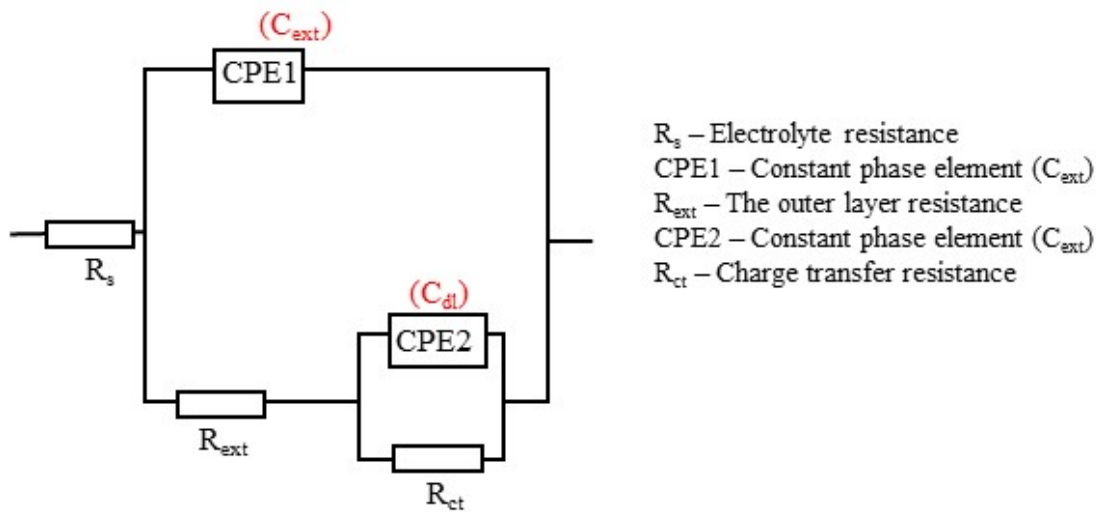 (Cext)
CPE1
Rs – Electrolyte resistance
CPE1 – Constant phase element (Cext)
Rext – The outer layer resistance
CPE2 – Constant phase element (Cext)
Rct – Charge transfer resistance
Rs
(Cdl)
CPE2
Rext
Rct